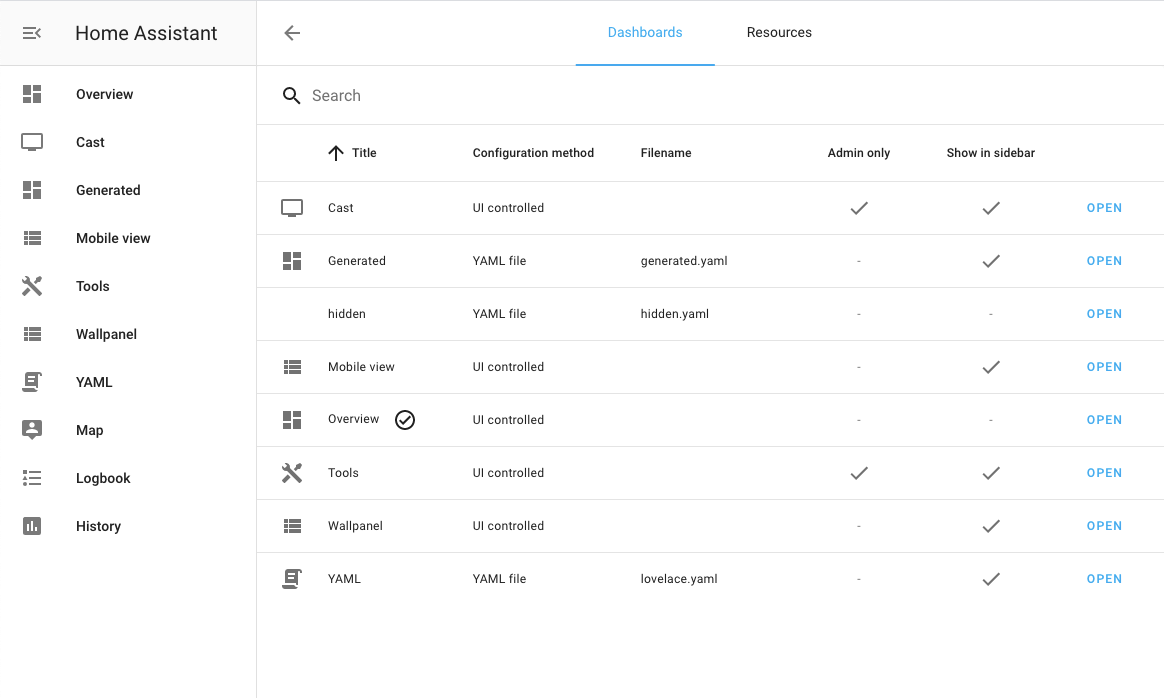 Home Assistant
Dashboards Resources
Overview
Cast
Generated
Mobile view
Tools
Wallpanel
YAML
Map
Logbook
History
Search
Title Configuration method Filename Admin only Show in sidebar
Cast UI controlled OPEN
Generated YAML file generated.yaml - OPEN
hidden YAML file hidden.yaml - - OPEN
Mobile view UI controlled - OPEN
Overview UI controlled - - OPEN
Tools UI controlled OPEN
Wallpanel UI controlled - OPEN
YAML YAML file lovelace.yaml - OPEN